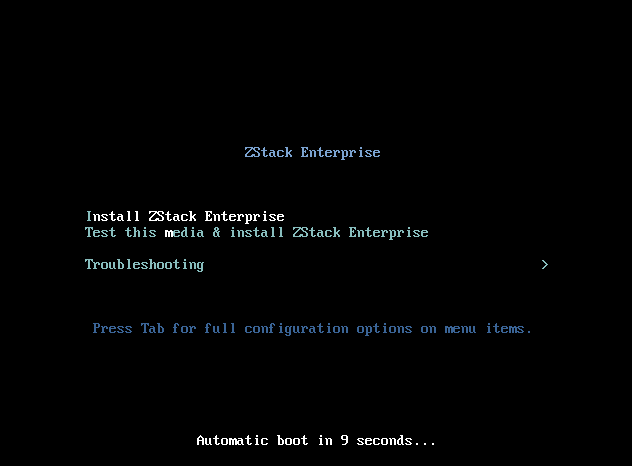 ZStack Enterprise
Install ZStack Enterprise
Test this media & install ZStack Enterprise
Troubleshooting >
Press Tab for full configuration options on menu items.
Automatic boot in 9 seconds...